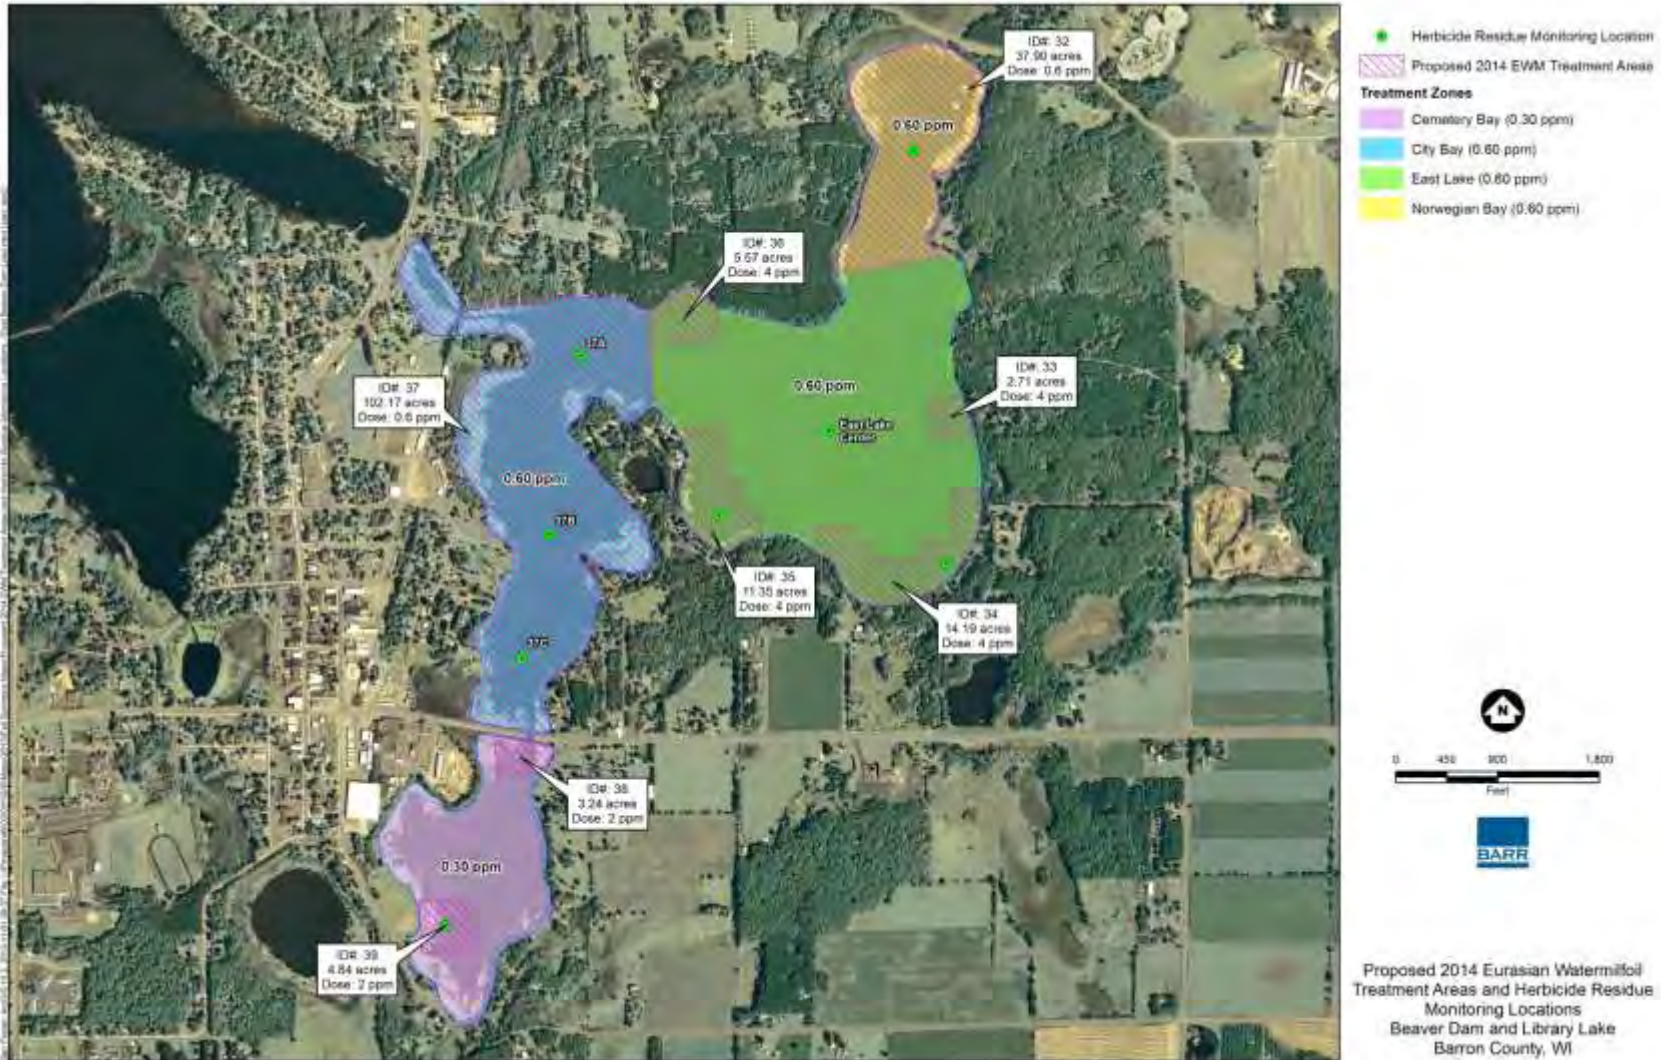 ID#: 32
37.90 acres
Dose: 0.6 ppm
0.60 ppm
ID#: 36
5.57 acres
Dose: 4 ppm
37A
ID#: 37
102.17 acres
Dose: 0.6 ppm
0.60 ppm
ID#: 33
2.71 acres
Dose: 4 ppm
East Lake
Center
0.60 ppm
37B
ID#: 35
11.35 acres
Dose: 4 ppm
ID#: 34
14.19 acres
Dose: 4 ppm
37C
ID#: 38
3.24 acres
Dose: 2 ppm
0.30 ppm
ID#: 39
4.84 acres
Dose: 2 ppm
Herbicide Residue Monitoring Location
Proposed 2014 EWM Treatment Areas
Treatment Zones
Cemetery Bay (0.30 ppm)
City Bay (0.60 ppm)
East Lake (0.60 ppm)
Norwegian Bay (0.60 ppm)
N
0 450 900 1,800
Feet
BARR
Proposed 2014 Eurasian Watermilfoil
Treatment Areas and Herbicide Residue
Monitoring Locations
Beaver Dam and Library Lake
Barron County, WI